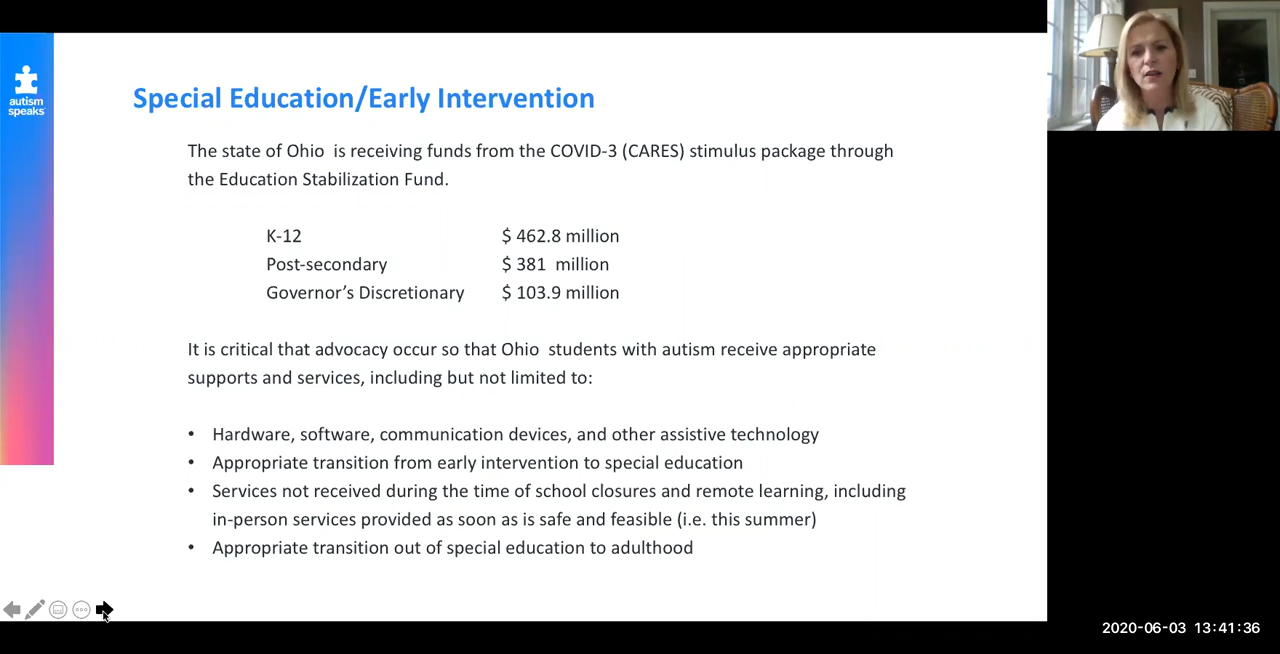 autism
speaks
Special Education/Early Intervention
The state of Ohio is receiving funds from the COVID-3 (CARES) stimulus package through
the Education Stabilization Fund.
K-12 $ 462.8 million
Post-secondary $ 381 million
Governor’s Discretionary $ 103.9 million
It is critical that advocacy occur so that Ohio students with autism receive appropriate
supports and services, including but not limited to:
• Hardware, software, communication devices, and other assistive technology
• Appropriate transition from early intervention to special education
• Services not received during the time of school closures and remote learning, including
in-person services provided as soon as is safe and feasible (i.e. this summer)
• Appropriate transition out of special education to adulthood
2020-06-03 13:41:36